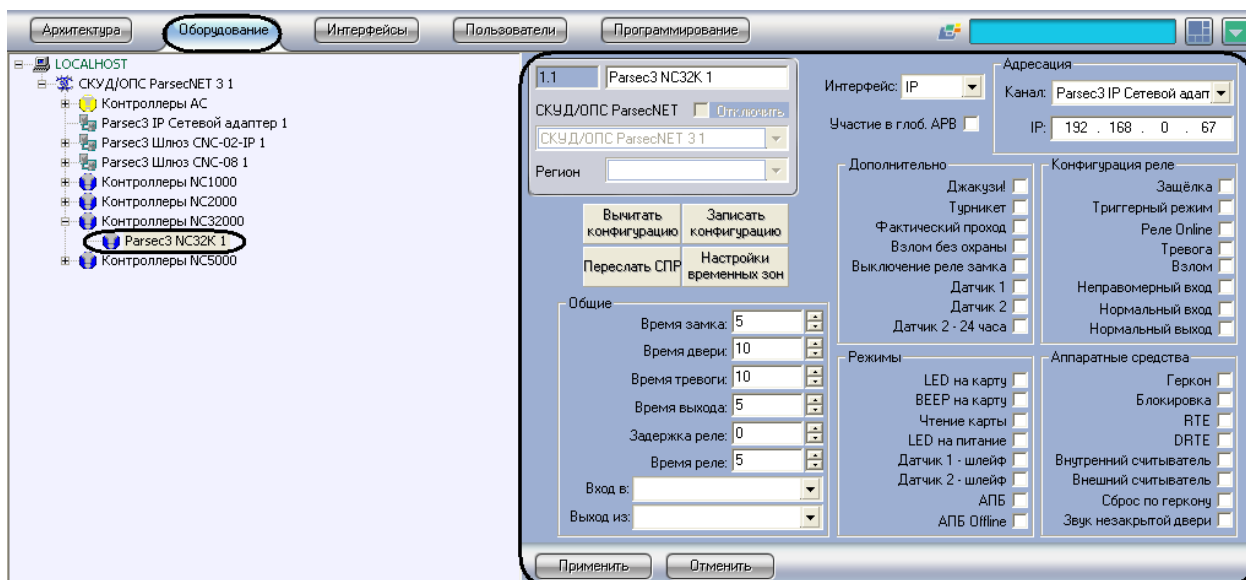 Архитектура Оборудование Интерфейсы Пользователи Программирование
LOCALHOST
СКУД/ОПС ParsecNET 3 1
Контроллеры AC
Parsec3 IP Сетевой адаптер 1
Parsec3 Шлюз CNC-02-IP 1
Parsec3 Шлюз CNC-08 1
Контроллеры NC1000
Контроллеры NC2000
Контроллеры NC32000
Parsec3 NC32K 1
Контроллеры NC5000
1.1 Parsec3 NC32K 1
СКУД/ОПС ParsecNET Отключить
СКУД/ОПС ParsecNET 3 1
Регион
Интерфейс: IP
Участие в глоб. APB
Адресация
Канал: Parsec3 IP Сетевой адапт
IP: 192 . 168 . 0 . 67
Вычитать конфигурацию
Записать конфигурацию
Переслать СПР
Настройки временных зон
Общие
Время замка: 5
Время двери: 10
Время тревоги: 10
Время выхода: 5
Задержка реле: 0
Время реле: 5
Вход в:
Выход из:
Дополнительно
Джакузи!
Турникет
Фактический проход
Взлом без охраны
Выключение реле замка
Датчик 1
Датчик 2
Датчик 2 - 24 часа
Конфигурация реле
Защёлка
Триггерный режим
Реле Online
Тревога
Взлом
Неправомерный вход
Нормальный вход
Нормальный выход
Режимы
LED на карту
BEEP на карту
Чтение карты
LED на питание
Датчик 1 - шлейф
Датчик 2 - шлейф
АПБ
АПБ Offline
Аппаратные средства
Геркон
Блокировка
RTE
DRTE
Внутренний считыватель
Внешний считыватель
Сброс по геркону
Звук незакрытой двери
Применить Отменить